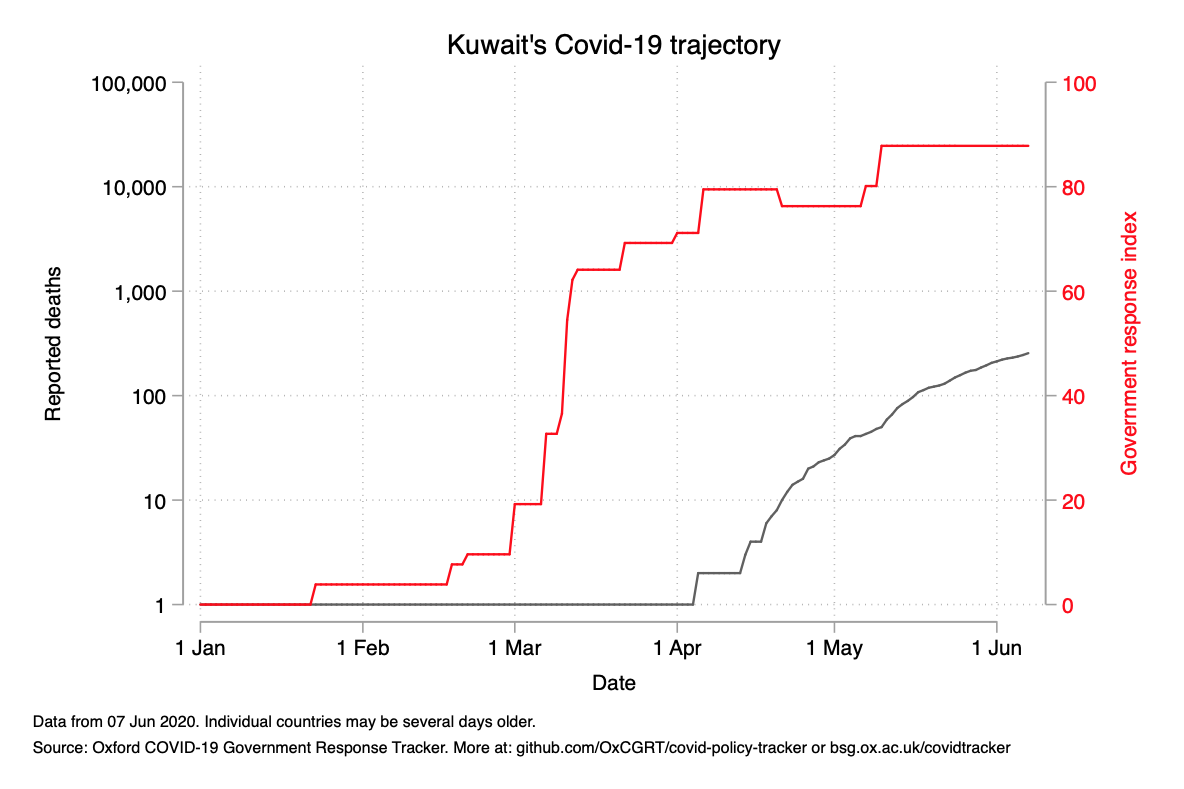 Kuwait's Covid-19 trajectory
100,000
10,000
1,000
100
10
1
Reported deaths
100
80
60
40
20
0
Government response index
1 Jan 1 Feb 1 Mar 1 Apr 1 May 1 Jun
Date
Data from 07 Jun 2020. Individual countries may be several days older.
Source: Oxford COVID-19 Government Response Tracker. More at: github.com/OxCGRT/covid-policy-tracker or bsg.ox.ac.uk/covidtracker